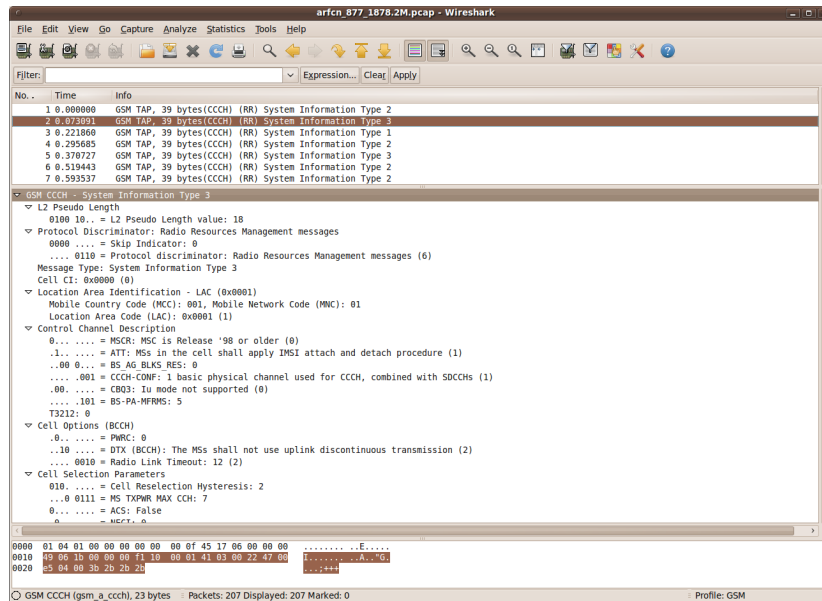 arfcn_877_1878.2M.pcap - Wireshark
File Edit View Go Capture Analyze Statistics Tools Help
Filter: Expression... Clear Apply
No. . Time Info
1 0.000000 GSM TAP, 39 bytes(CCCH) (RR) System Information Type 2
2 0.073091 GSM TAP, 39 bytes(CCCH) (RR) System Information Type 3
3 0.221860 GSM TAP, 39 bytes(CCCH) (RR) System Information Type 1
4 0.295685 GSM TAP, 39 bytes(CCCH) (RR) System Information Type 2
5 0.370727 GSM TAP, 39 bytes(CCCH) (RR) System Information Type 3
6 0.519443 GSM TAP, 39 bytes(CCCH) (RR) System Information Type 2
7 0.593537 GSM TAP, 39 bytes(CCCH) (RR) System Information Type 2
GSM CCCH - System Information Type 3
L2 Pseudo Length
0100 10.. = L2 Pseudo Length value: 18
Protocol Discriminator: Radio Resources Management messages
0000 .... = Skip Indicator: 0
.... 0110 = Protocol discriminator: Radio Resources Management messages (6)
Message Type: System Information Type 3
Cell CI: 0x0000 (0)
Location Area Identification - LAC (0x0001)
Mobile Country Code (MCC): 001, Mobile Network Code (MNC): 01
Location Area Code (LAC): 0x0001 (1)
Control Channel Description
0... .... = MSCR: MSC is Release '98 or older (0)
.1.. .... = ATT: MSs in the cell shall apply IMSI attach and detach procedure (1)
..00 0... = BS_AG_BLKS_RES: 0
.... .001 = CCCH-CONF: 1 basic physical channel used for CCCH, combined with SDCCHs (1)
.00. .... = CBQ3: Iu mode not supported (0)
.... .101 = BS-PA-MFRMS: 5
T3212: 0
Cell Options (BCCH)
.0.. .... = PWRC: 0
..10 .... = DTX (BCCH): The MSs shall not use uplink discontinuous transmission (2)
.... 0010 = Radio Link Timeout: 12 (2)
Cell Selection Parameters
010. .... = Cell Reselection Hysteresis: 2
...0 0111 = MS TXPWR MAX CCH: 7
0... .... = ACS: False
.0.. .... = NECI: 0
0000 01 04 01 00 00 00 00 00 00 0f 45 17 06 00 00 00 ........ ..E.....
0010 49 06 1b 00 00 00 f1 10 00 01 41 03 00 22 47 00 I....... ..A.."G.
0020 e5 04 00 3b 2b 2b 2b ...;+++
GSM CCCH (gsm_a_ccch), 23 bytes Packets: 207 Displayed: 207 Marked: 0 Profile: GSM